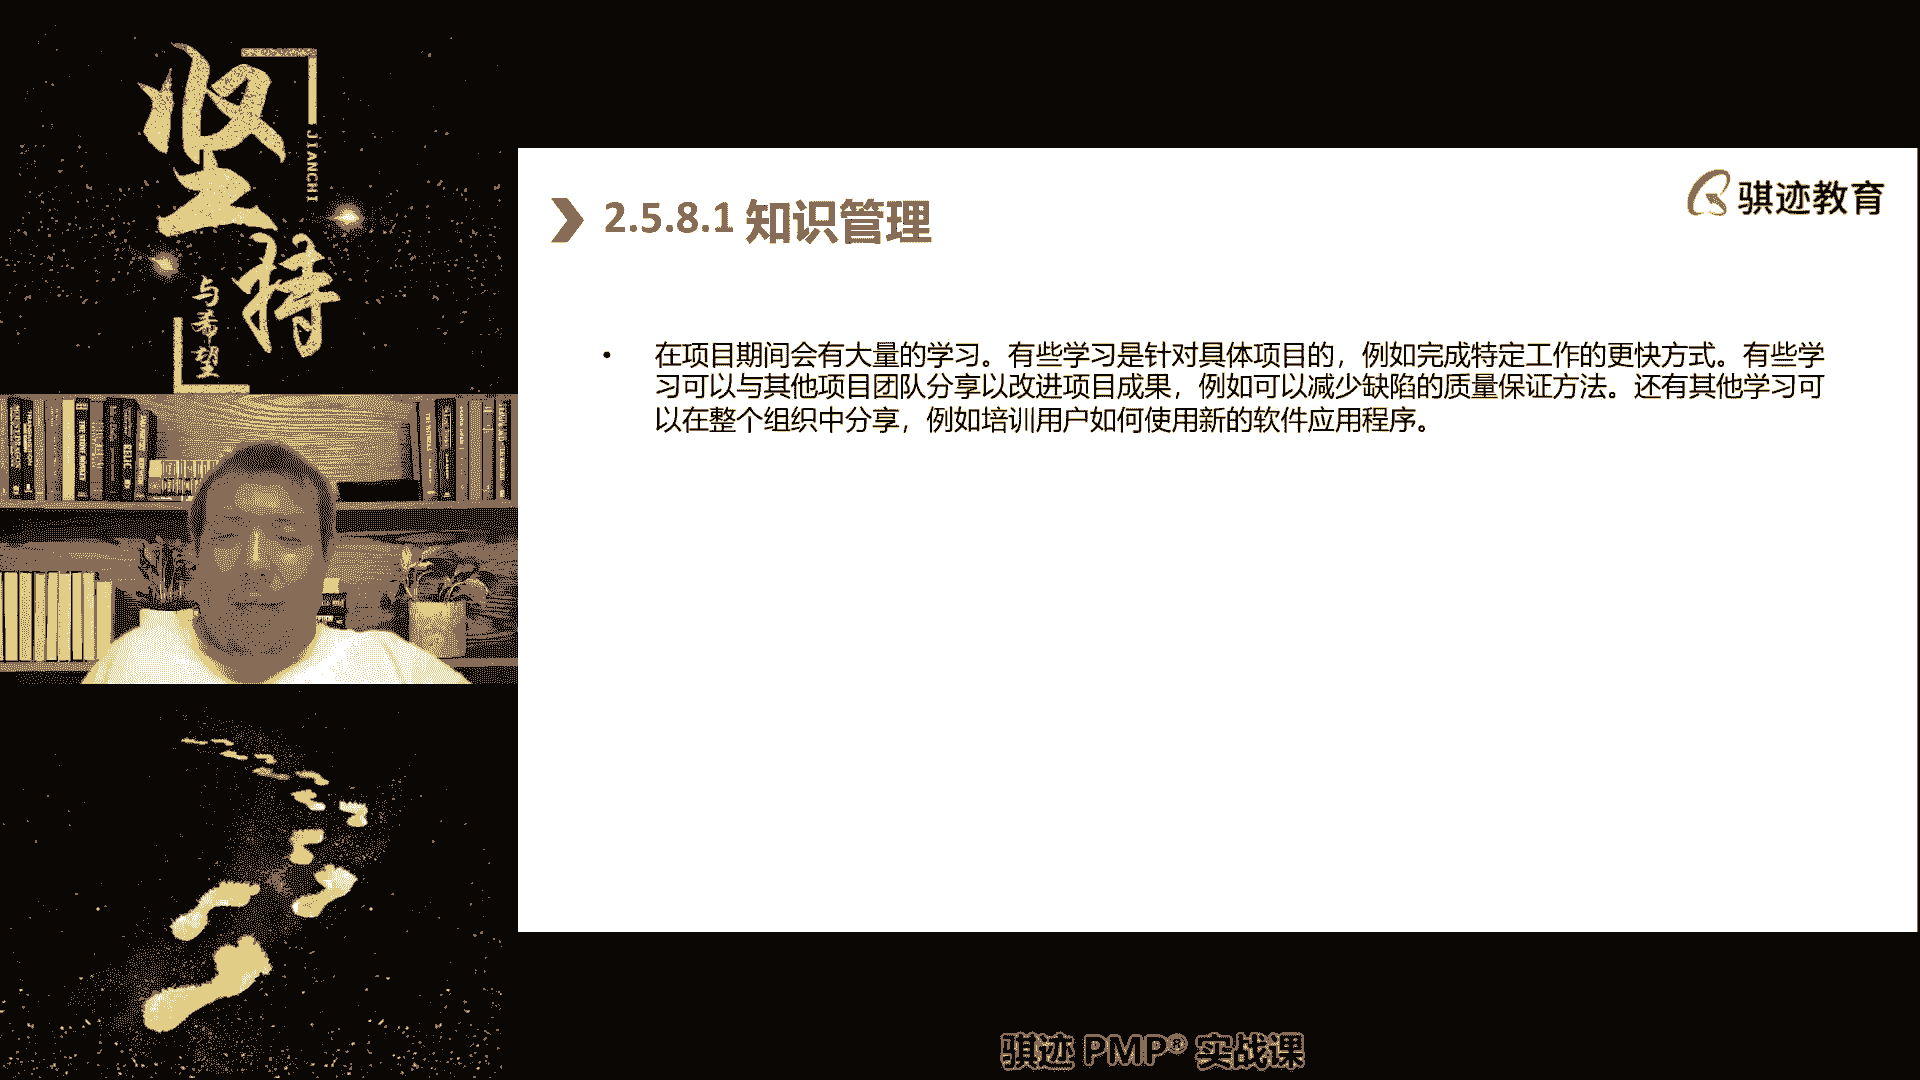 坚持
JIANCHI
与希望
骐迹教育
2.5.8.1 知识管理
• 在项目期间会有大量的学习。有些学习是针对具体项目的，例如完成特定工作的更快方式。有些学
习可以与其他项目团队分享以改进项目成果，例如可以减少缺陷的质量保证方法。还有其他学习可
以在整个组织中分享，例如培训用户如何使用新的软件应用程序。
骐迹 PMP® 实战课